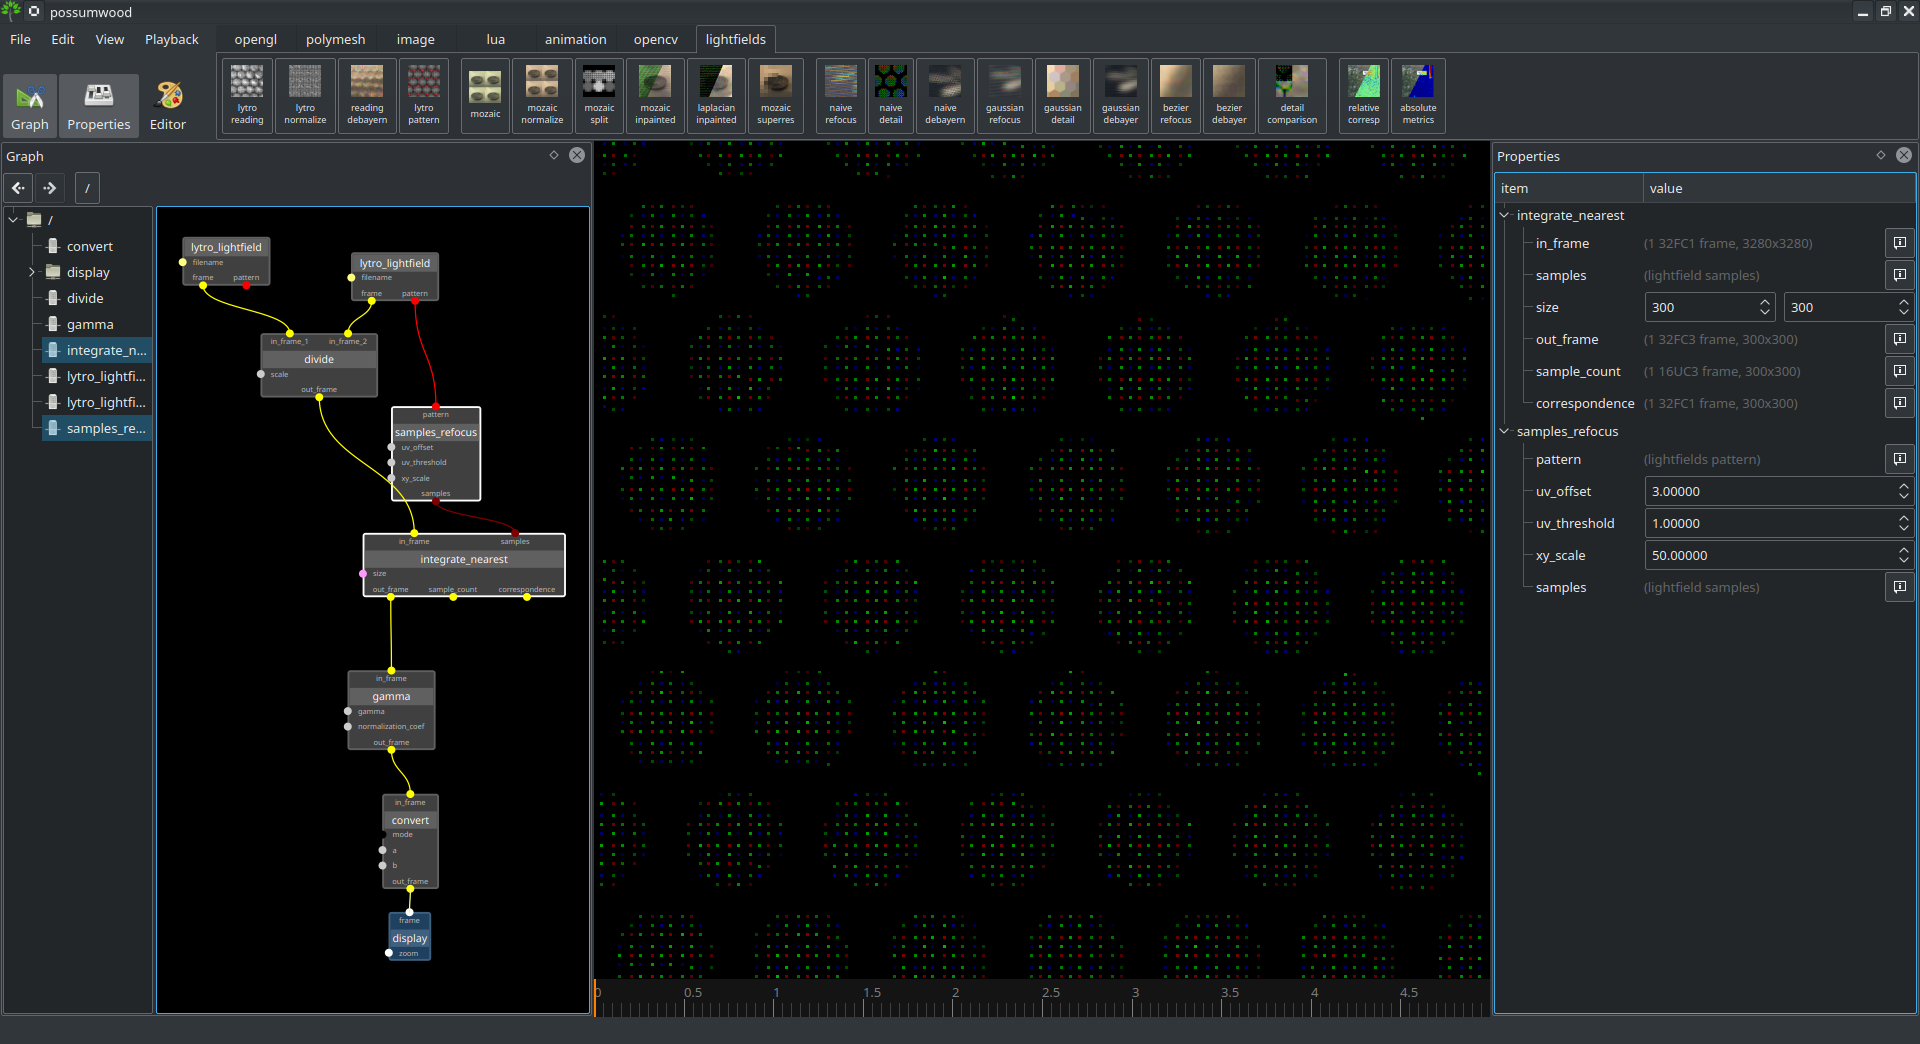 possumwood
File Edit View Playback
opengl polymesh image lua animation opencv lightfields
Graph Properties Editor
lytro reading
lytro normalize
reading debayern
lytro pattern
mozaic
mozaic normalize
mozaic split
mozaic inpainted
laplacian inpainted
mozaic superres
naive refocus
naive detail
naive debayern
gaussian refocus
gaussian detail
gaussian debayer
bezier refocus
bezier debayer
detail comparison
relative corresp
absolute metrics
Graph
/
/
convert
display
divide
gamma
integrate_n...
lytro_lightfi...
lytro_lightfi...
samples_re...
lytro_lightfield
filename
frame pattern
lytro_lightfield
filename
frame pattern
in_frame_1 in_frame_2
divide
scale
out_frame
pattern
samples_refocus
uv_offset
uv_threshold
xy_scale
samples
in_frame samples
integrate_nearest
size
out_frame sample_count correspondence
in_frame
gamma
gamma
normalization_coef
out_frame
in_frame
convert
mode
a
b
out_frame
frame
display
zoom
0 0.5 1 1.5 2 2.5 3 3.5 4 4.5
Properties
item value
integrate_nearest
in_frame (1 32FC1 frame, 3280x3280)
samples (lightfield samples)
size 300 300
out_frame (1 32FC3 frame, 300x300)
sample_count (1 16UC3 frame, 300x300)
correspondence (1 32FC1 frame, 300x300)
samples_refocus
pattern (lightfields pattern)
uv_offset 3.00000
uv_threshold 1.00000
xy_scale 50.00000
samples (lightfield samples)